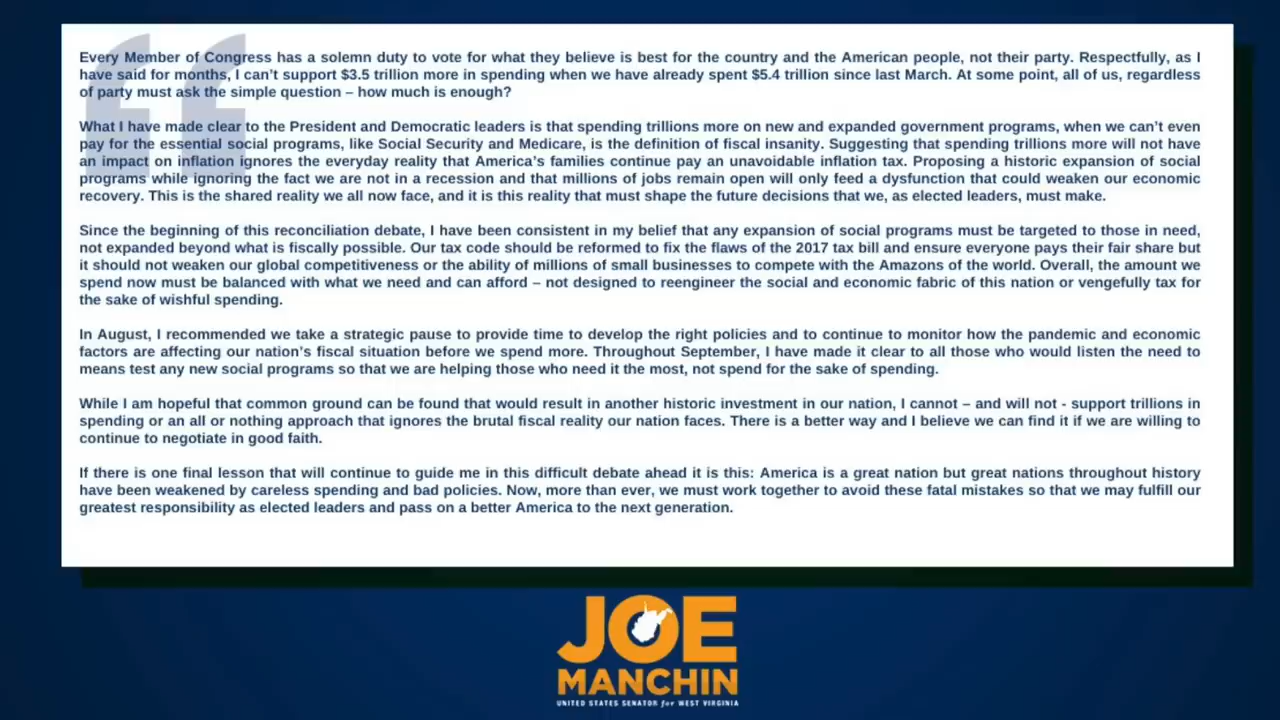 Every Member of Congress has a solemn duty to vote for what they believe is best for the country and the American people, not their party. Respectfully, as I
have said for months, I can’t support $3.5 trillion more in spending when we have already spent $5.4 trillion since last March. At some point, all of us, regardless
of party must ask the simple question – how much is enough?
What I have made clear to the President and Democratic leaders is that spending trillions more on new and expanded government programs, when we can’t even
pay for the essential social programs, like Social Security and Medicare, is the definition of fiscal insanity. Suggesting that spending trillions more will not have
an impact on inflation ignores the everyday reality that America’s families continue pay an unavoidable inflation tax. Proposing a historic expansion of social
programs while ignoring the fact we are not in a recession and that millions of jobs remain open will only feed a dysfunction that could weaken our economic
recovery. This is the shared reality we all now face, and it is this reality that must shape the future decisions that we, as elected leaders, must make.
Since the beginning of this reconciliation debate, I have been consistent in my belief that any expansion of social programs must be targeted to those in need,
not expanded beyond what is fiscally possible. Our tax code should be reformed to fix the flaws of the 2017 tax bill and ensure everyone pays their fair share but
it should not weaken our global competitiveness or the ability of millions of small businesses to compete with the Amazons of the world. Overall, the amount we
spend now must be balanced with what we need and can afford – not designed to reengineer the social and economic fabric of this nation or vengefully tax for
the sake of wishful spending.
In August, I recommended we take a strategic pause to provide time to develop the right policies and to continue to monitor how the pandemic and economic
factors are affecting our nation’s fiscal situation before we spend more. Throughout September, I have made it clear to all those who would listen the need to
means test any new social programs so that we are helping those who need it the most, not spend for the sake of spending.
While I am hopeful that common ground can be found that would result in another historic investment in our nation, I cannot – and will not - support trillions in
spending or an all or nothing approach that ignores the brutal fiscal reality our nation faces. There is a better way and I believe we can find it if we are willing to
continue to negotiate in good faith.
If there is one final lesson that will continue to guide me in this difficult debate ahead it is this: America is a great nation but great nations throughout history
have been weakened by careless spending and bad policies. Now, more than ever, we must work together to avoid these fatal mistakes so that we may fulfill our
greatest responsibility as elected leaders and pass on a better America to the next generation.
JOE
MANCHIN
UNITED STATES SENATOR for WEST VIRGINIA